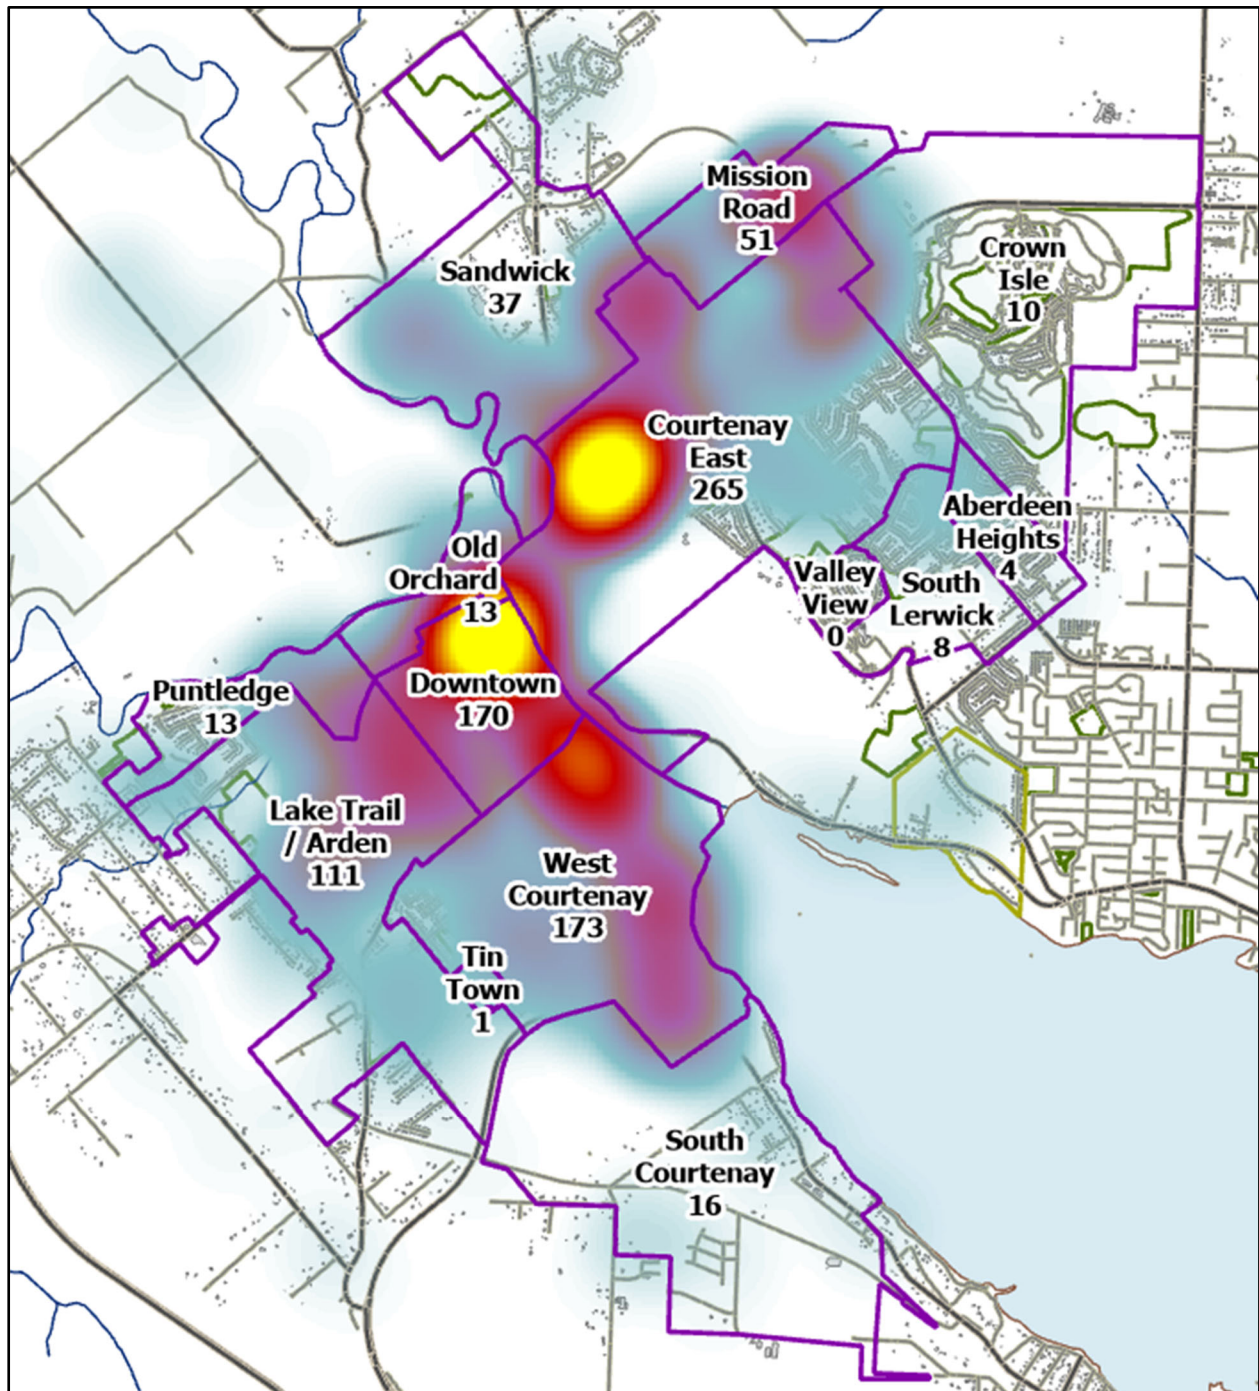 Mission
Road
51
Crown
Isle
10
Sandwick
37
Courtenay
East
265
Aberdeen
Heights
4
Old
Orchard
13
Valley
View
0
South
Lerwick
8
Downtown
170
Puntledge
13
Lake Trail
/ Arden
111
West
Courtenay
173
Tin
Town
1
South
Courtenay
16